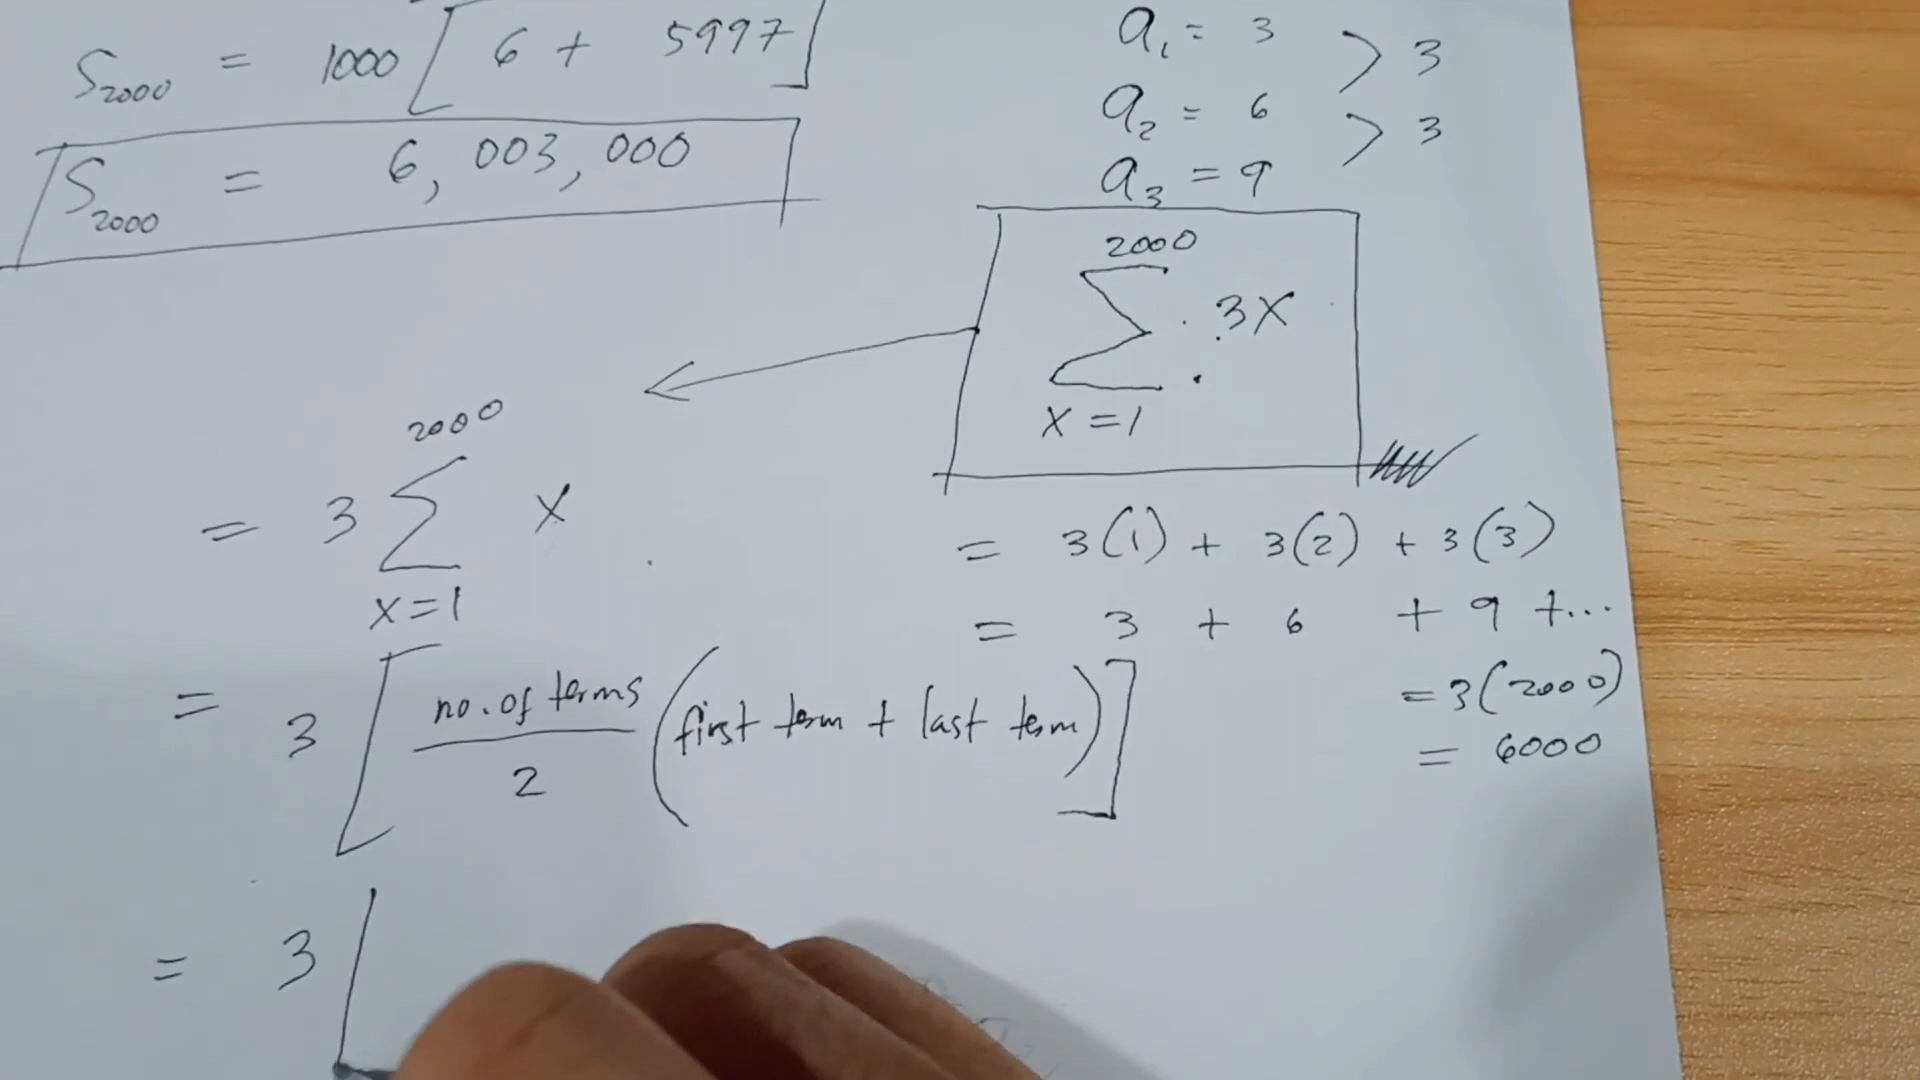 S₂₀₀₀ = 1000 [ 6 + 5997 ]
S₂₀₀₀ = 6,003,000
a₁ = 3 > 3
a₂ = 6 > 3
a₃ = 9
2000
∑ 3x
x = 1
2000
= 3 ∑ x
x = 1
= 3(1) + 3(2) + 3(3)
= 3 + 6 + 9 +...
= 3(2000)
= 6000
= 3 [ no. of terms / 2 ( first term + last term ) ]
= 3 [